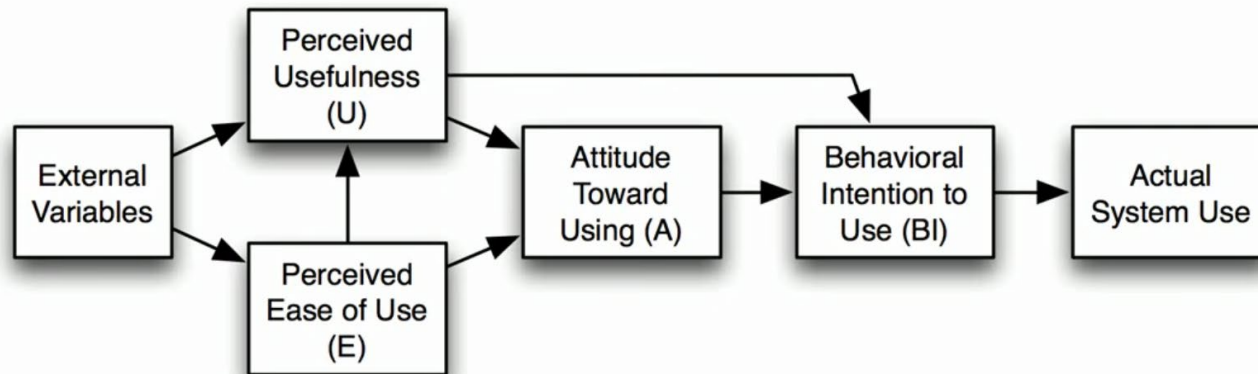 Perceived
Usefulness
(U)
External
Variables
Perceived
Ease of Use
(E)
Attitude
Toward
Using (A)
Behavioral
Intention to
Use (BI)
Actual
System Use